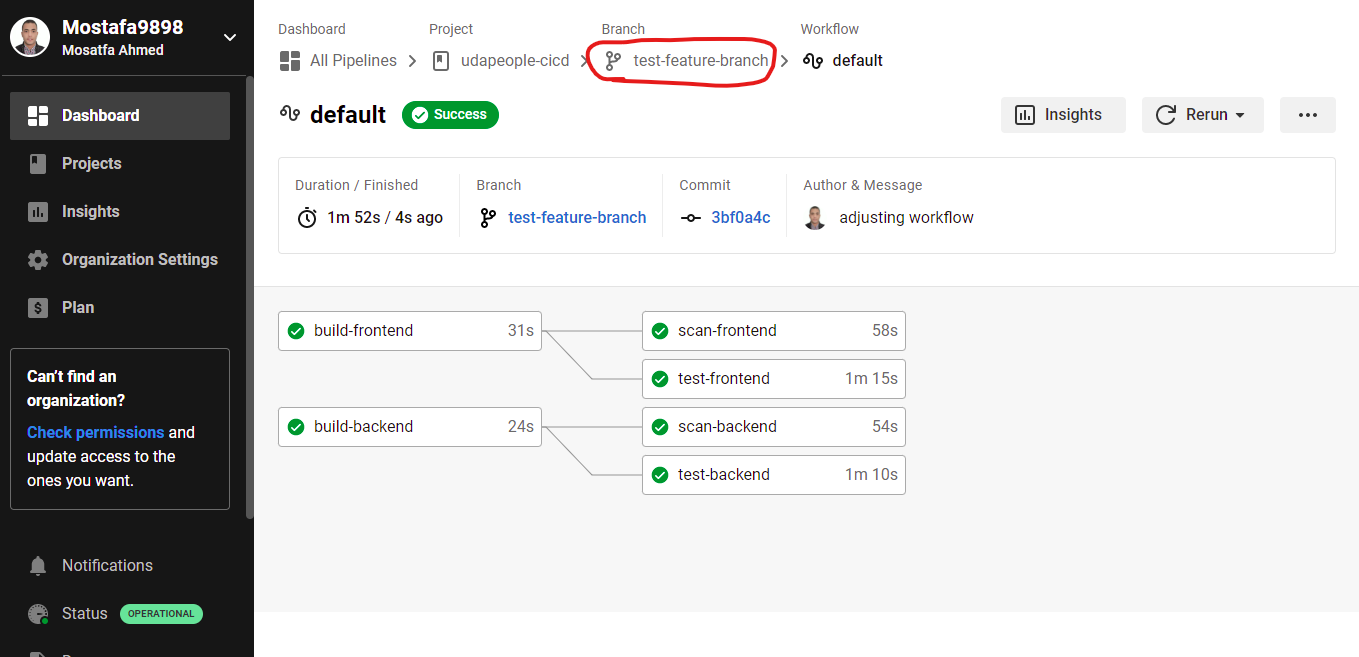 Mostafa9898
Mosatfa Ahmed
Dashboard
Projects
Insights
Organization Settings
Plan
Can't find an
organization?
Check permissions and
update access to the
ones you want.
Notifications
Status OPERATIONAL
Dashboard Project Branch Workflow
All Pipelines udapeople-cicd test-feature-branch default
default Success Insights Rerun
Duration / Finished Branch Commit Author & Message
1m 52s / 4s ago test-feature-branch 3bf0a4c adjusting workflow
build-frontend 31s scan-frontend 58s
test-frontend 1m 15s
build-backend 24s scan-backend 54s
test-backend 1m 10s